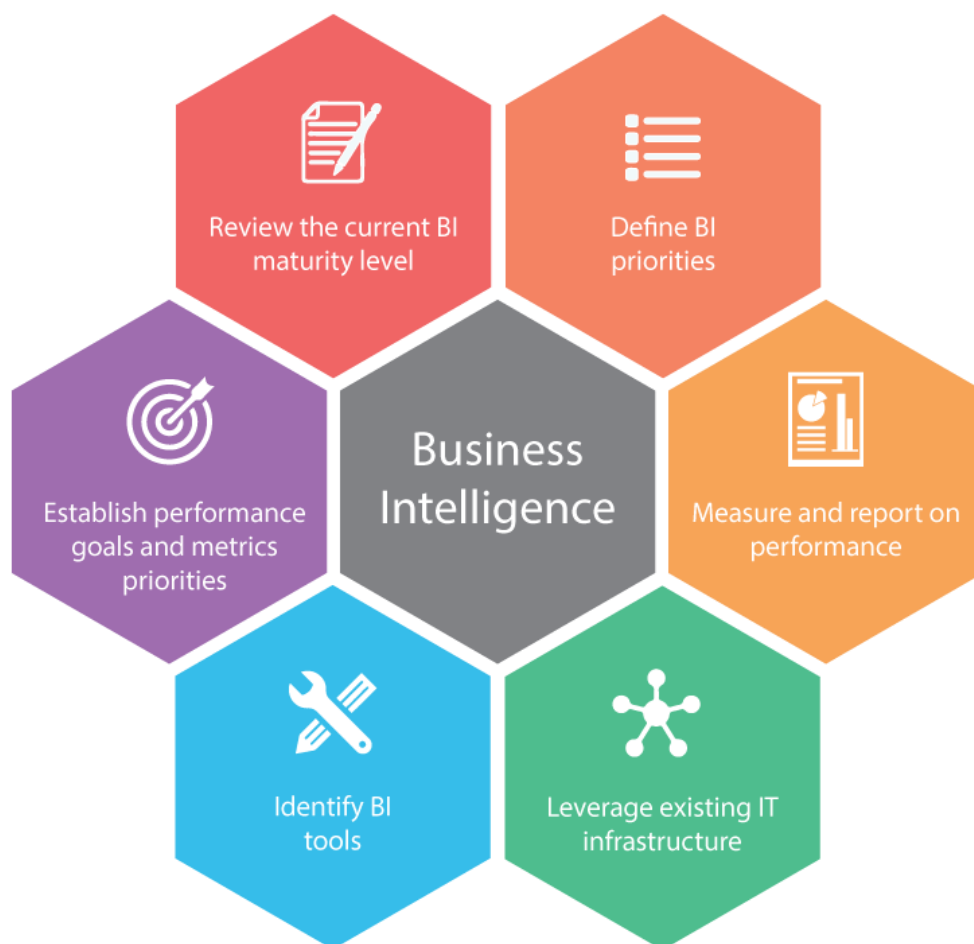 Review the current BI
maturity level
Define BI
priorities
Establish performance
goals and metrics
priorities
Business
Intelligence
Measure and report on
performance
Identify BI
tools
Leverage existing IT
infrastructure